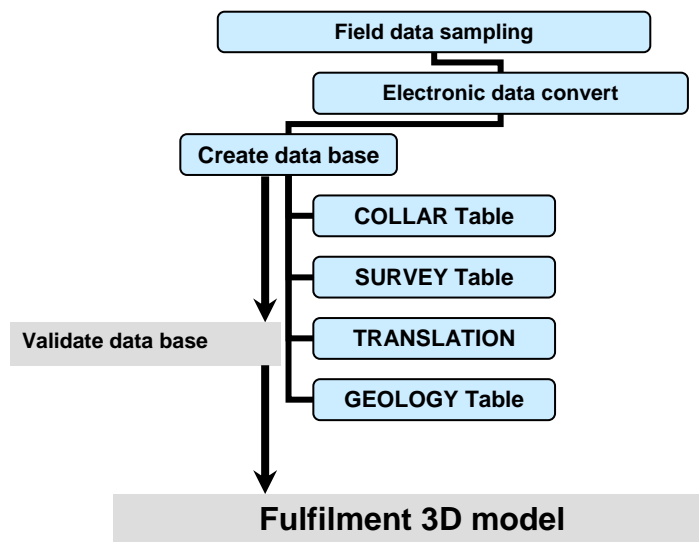 Field data sampling
Electronic data convert
Create data base
COLLAR Table
SURVEY Table
Validate data base
TRANSLATION
GEOLOGY Table
Fulfilment 3D model